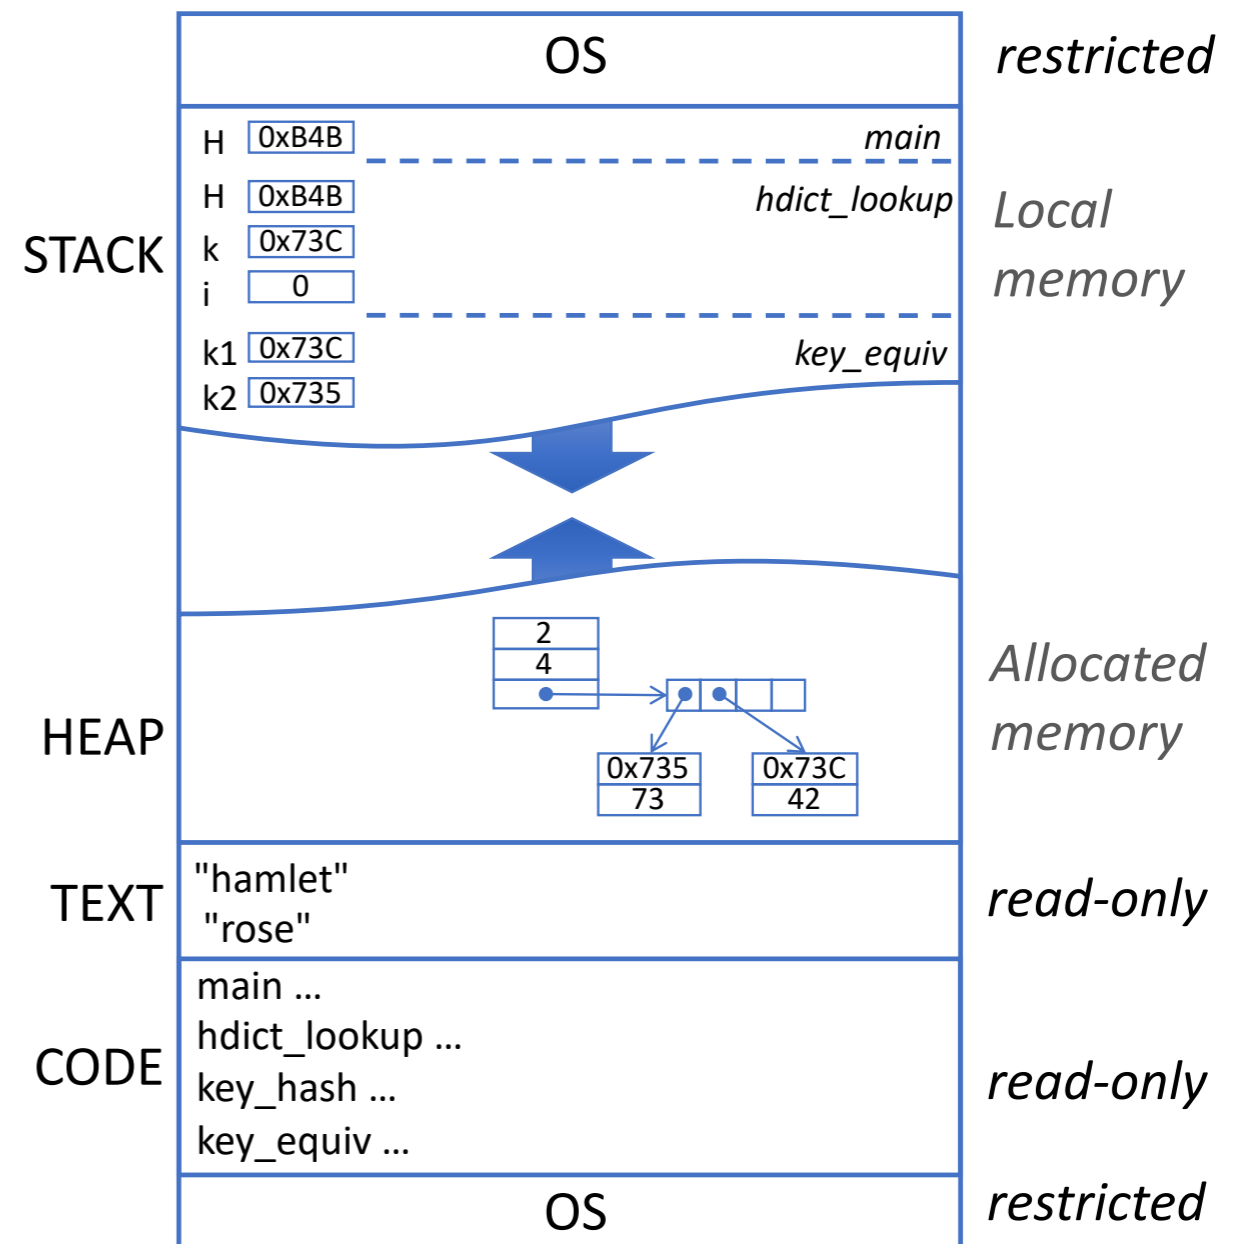 OS restricted
H 0xB4B main
H 0xB4B hdict_lookup
k 0x73C
i 0
k1 0x73C key_equiv
k2 0x735
STACK
Local
memory
2
4
HEAP
0x735 0x73C
73 42
Allocated
memory
TEXT
"hamlet"
"rose"
read-only
CODE
main ...
hdict_lookup ...
key_hash ...
key_equiv ...
read-only
OS restricted